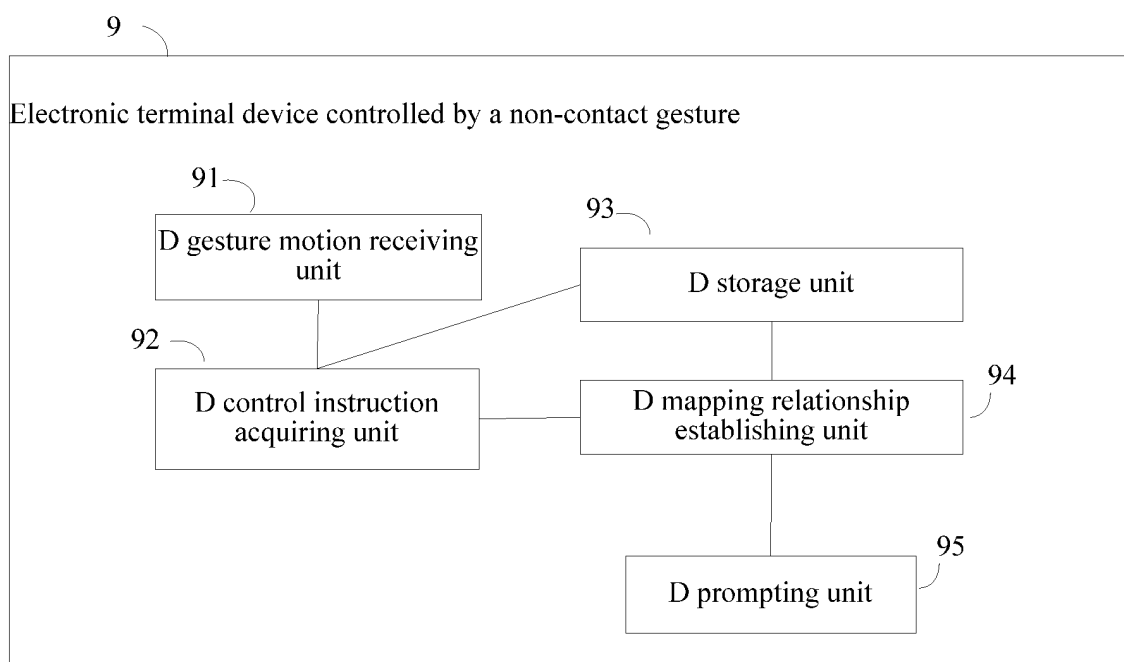 9
Electronic terminal device controlled by a non-contact gesture
91
D gesture motion receiving
unit
93
D storage unit
92
D control instruction
acquiring unit
94
D mapping relationship
establishing unit
95
D prompting unit